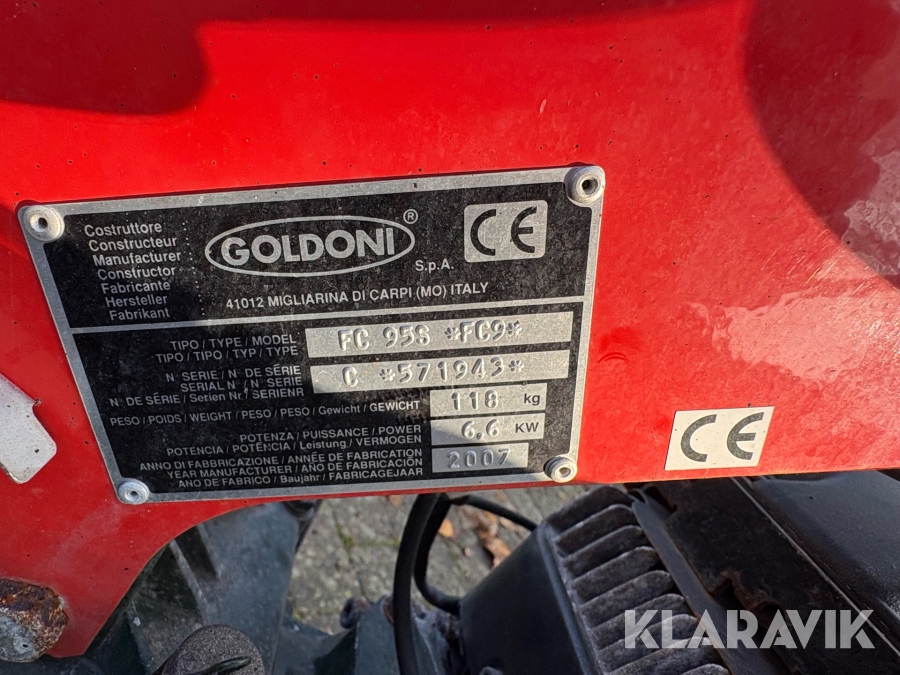 Costruttore
Constructeur
Manufacturer
Constructor
Fabricante
Hersteller
Fabrikant
GOLDONI®
S.p.A.
CE
41012 MIGLIARINA DI CARPI (MO) ITALY
TIPO / TYPE / MODEL
TIPO / TIPO / TYP / TYPE
FC 95S *FC9*
N° SERIE / N° DE SÉRIE
SERIAL N° / N° SERIE
N° DE SÉRIE / Serien Nr. / SERIENR
C *571943*
PESO / POIDS / WEIGHT / PESO / PESO / Gewicht / GEWICHT
118 kg
POTENZA / PUISSANCE / POWER
POTENCIA / POTÊNCIA / Leistung / VERMOGEN
6,6 KW
ANNO DI FABBRICAZIONE / ANNÉE DE FABRICATION
YEAR MANUFACTURER / AÑO DE FABRICACIÓN
ANO DE FABRICO / Baujahr / FABRICAGEJAAR
2007
CE
KLARAVIK